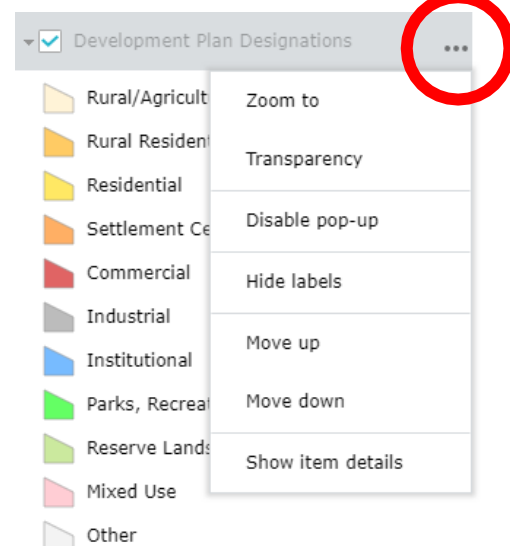 Development Plan Designations
Rural/Agricult
Rural Resident
Residential
Settlement Ce
Commercial
Industrial
Institutional
Parks, Recreat
Reserve Lands
Mixed Use
Other
Zoom to
Transparency
Disable pop-up
Hide labels
Move up
Move down
Show item details